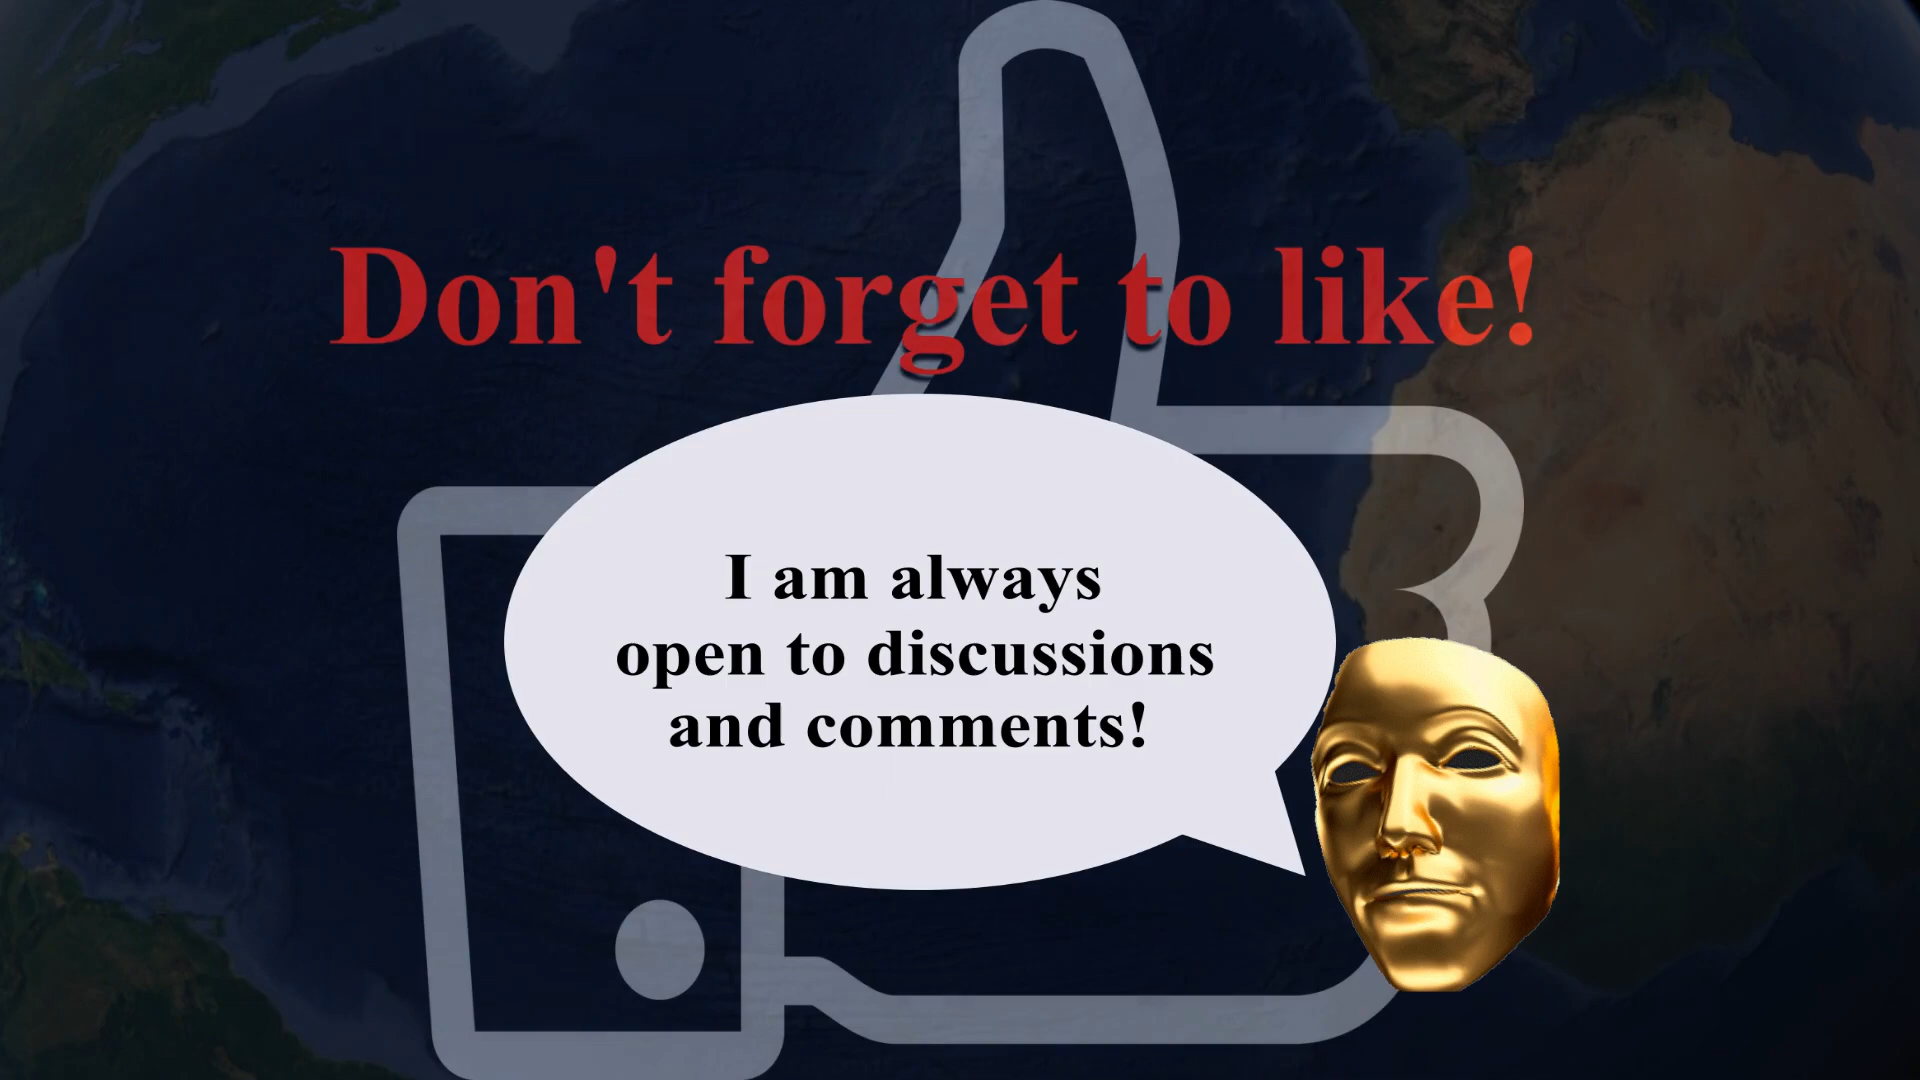 Don't forget to like!
I am always
open to discussions
and comments!